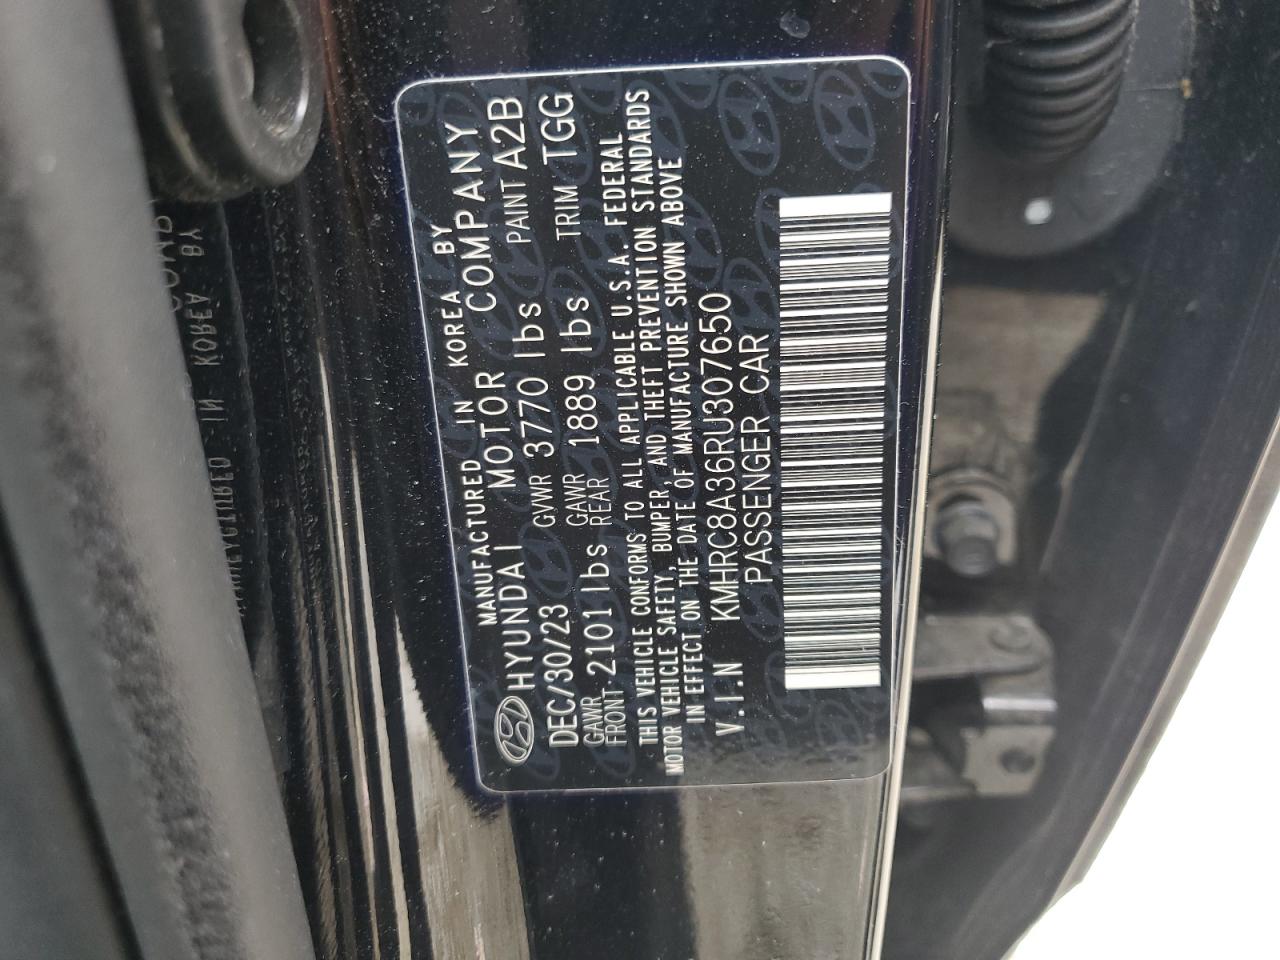 MANUFACTURED IN KOREA BY
HYUNDAI MOTOR COMPANY
DEC/30/23 GVWR 3770 lbs PAINT A2B
GAWR FRONT 2101 lbs GAWR REAR 1889 lbs TRIM TGG
THIS VEHICLE CONFORMS TO ALL APPLICABLE U.S.A. FEDERAL
MOTOR VEHICLE SAFETY, BUMPER, AND THEFT PREVENTION STANDARDS
IN EFFECT ON THE DATE OF MANUFACTURE SHOWN ABOVE
V.I.N KMHRC8A36RU307650
PASSENGER CAR